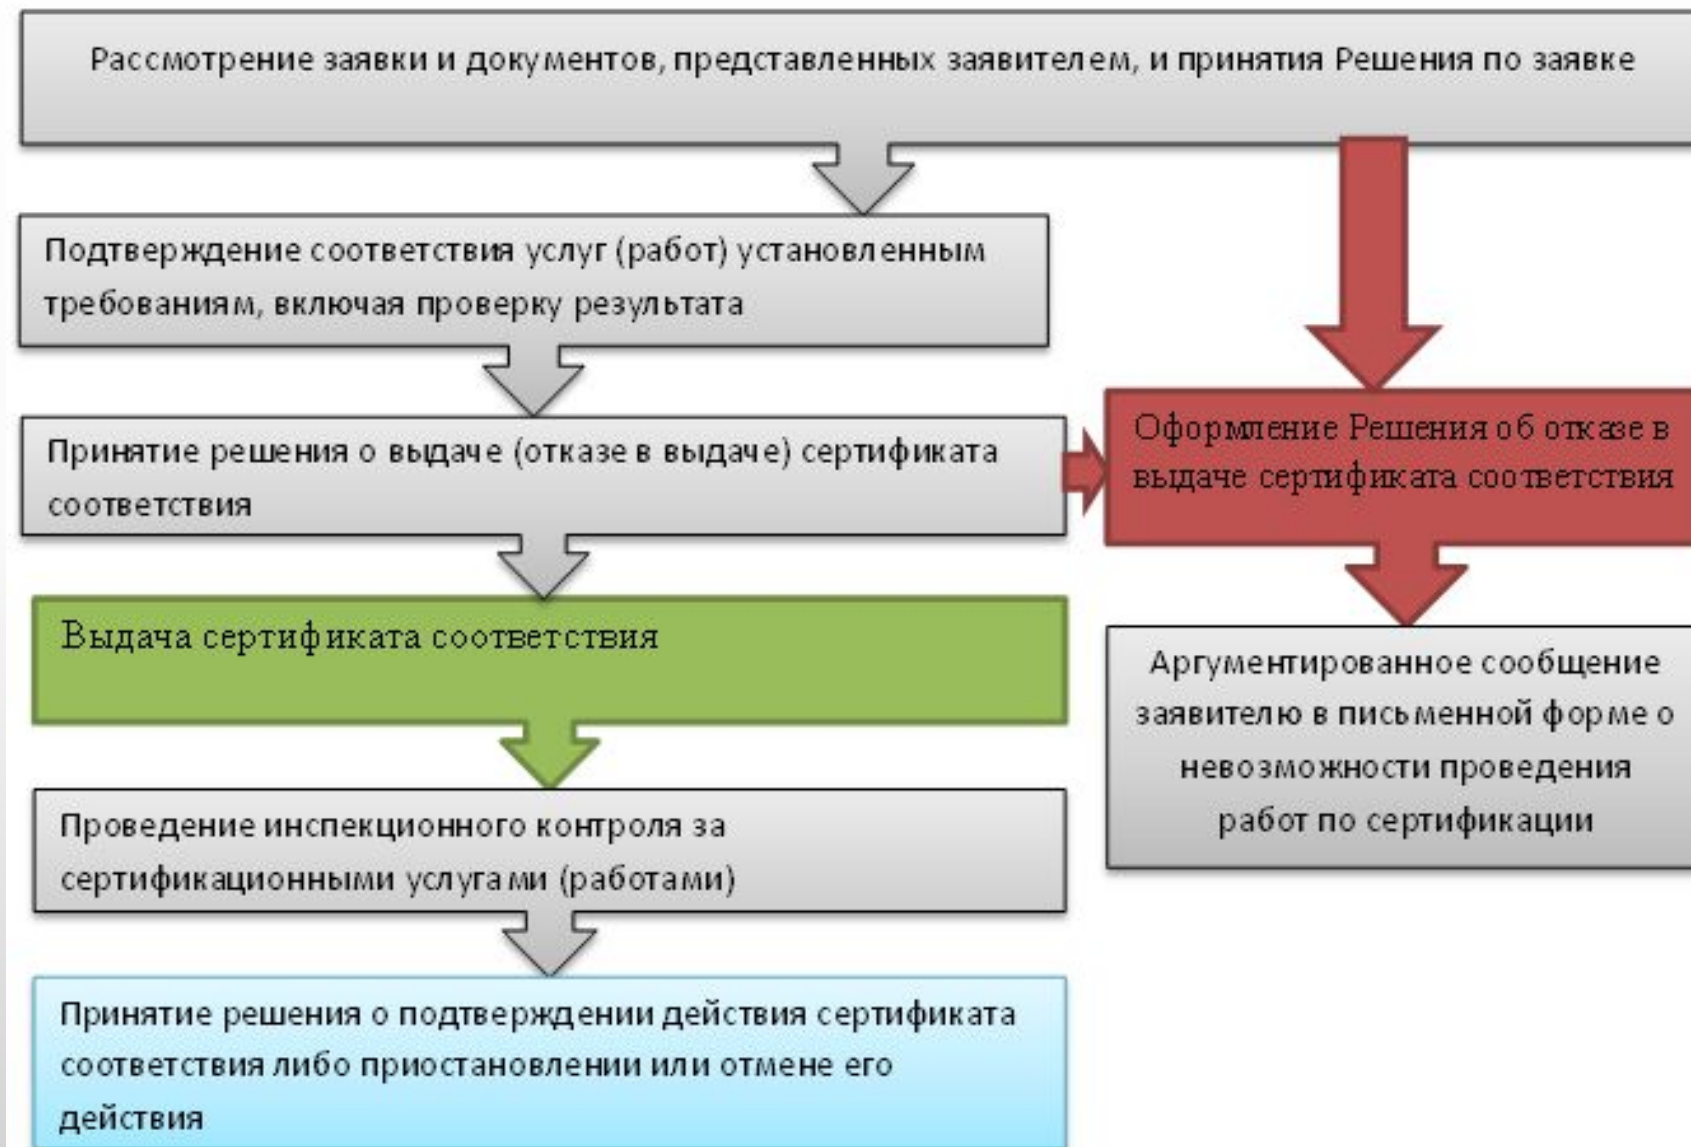 Рассмотрение заявки и документов, представленных заявителем, и принятия Решения по заявке
Подтверждение соответствия услуг (работ) установленным
требованиям, включая проверку результата
Принятие решения о выдаче (отказе в выдаче) сертификата
соответствия
Оформление Решения об отказе в
выдаче сертификата соответствия
Выдача сертификата соответствия
Аргументированное сообщение
заявителю в письменной форме о
невозможности проведения
работ по сертификации
Проведение инспекционного контроля за
сертификационными услугами (работами)
Принятие решения о подтверждении действия сертификата
соответствия либо приостановлении или отмене его
действия